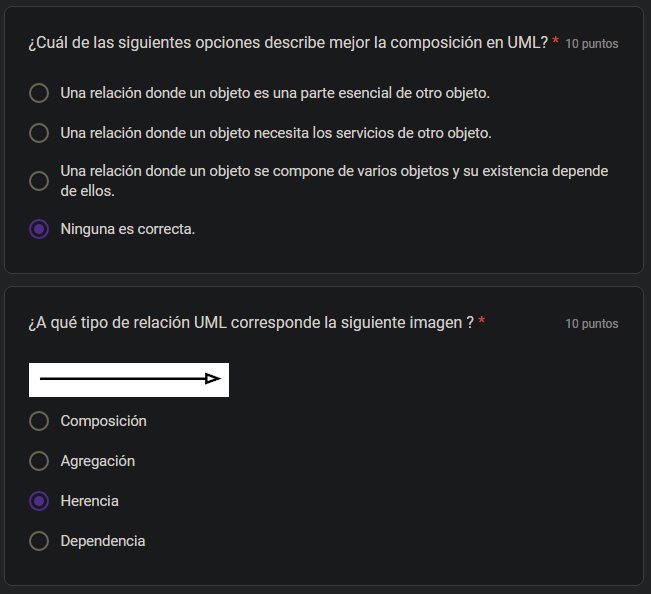 ¿Cuál de las siguientes opciones describe mejor la composición en UML? * 10 puntos
Una relación donde un objeto es una parte esencial de otro objeto.
Una relación donde un objeto necesita los servicios de otro objeto.
Una relación donde un objeto se compone de varios objetos y su existencia depende
de ellos.
Ninguna es correcta.
¿A qué tipo de relación UML corresponde la siguiente imagen ? * 10 puntos
Composición
Agregación
Herencia
Dependencia